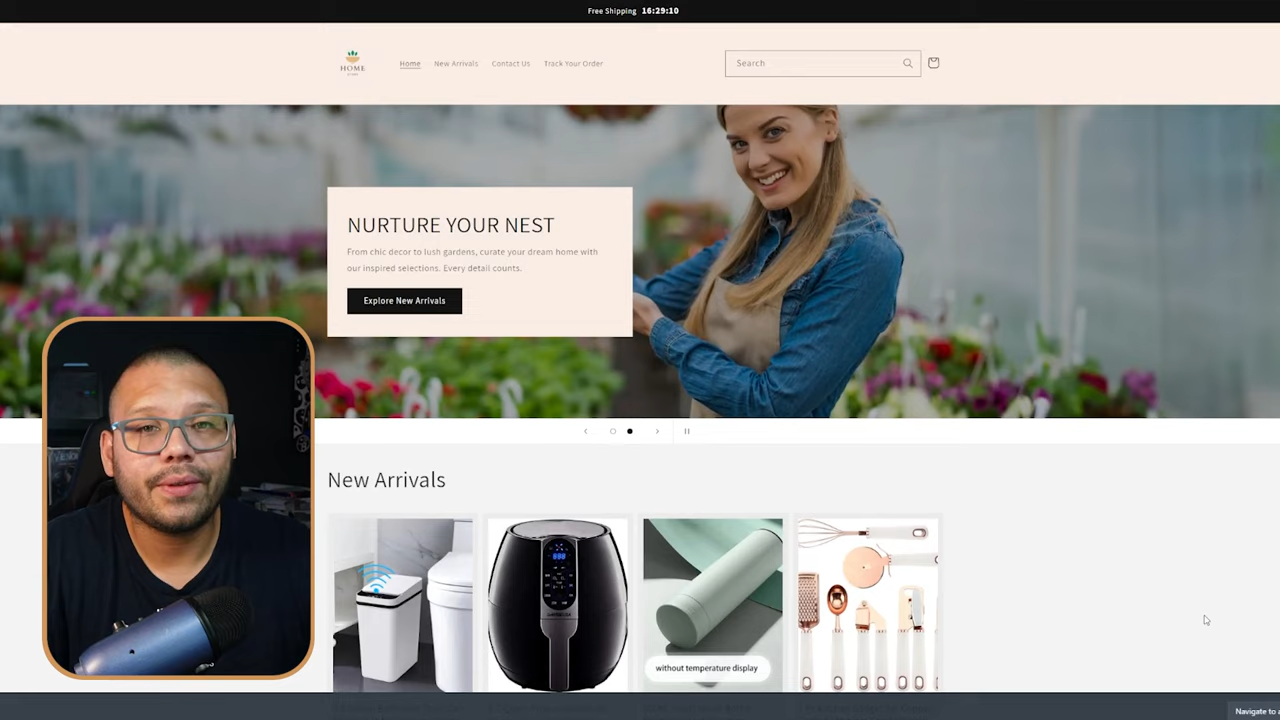 Free Shipping 16:29:10
HOME
Home New Arrivals Contact Us Track Your Order
Search
NURTURE YOUR NEST
From chic decor to lush gardens, curate your dream home with
our inspired selections. Every detail counts.
Explore New Arrivals
New Arrivals
without temperature display
Navigate to a